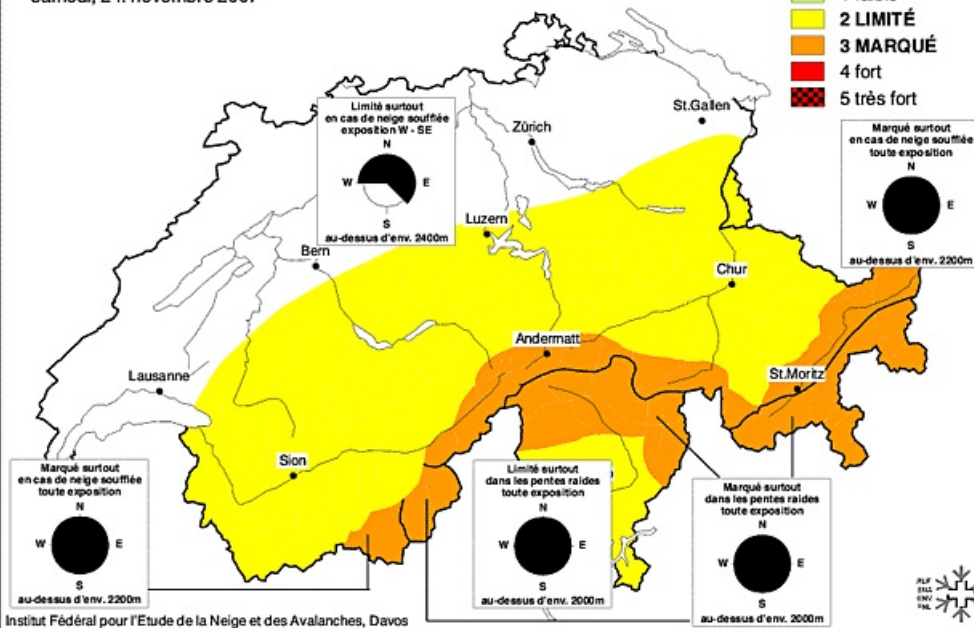 2 LIMITÉ
3 MARQUÉ
4 fort
5 très fort
St.Gallen
Zürich
Limité surtout
en cas de neige soufflée
exposition W - SE
N
W E
S
au-dessus d'env. 2400m
Marqué surtout
en cas de neige soufflée
toute exposition
N
W E
S
au-dessus d'env. 2200m
Luzern
Bern
Chur
Andermatt
Lausanne
St.Moritz
Sion
Marqué surtout
en cas de neige soufflée
toute exposition
N
W E
S
au-dessus d'env. 2200m
Limité surtout
dans les pentes raides
toute exposition
N
W E
S
au-dessus d'env. 2000m
Marqué surtout
dans les pentes raides
toute exposition
N
W E
S
au-dessus d'env. 2000m
Institut Fédéral pour l'Etude de la Neige et des Avalanches, Davos